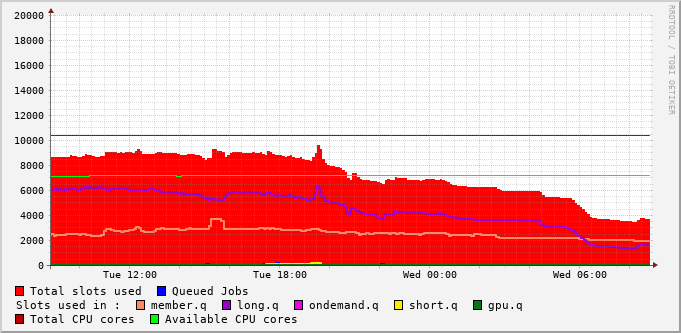 20000
18000
16000
14000
12000
10000
8000
6000
4000
2000
0
Tue 12:00 Tue 18:00 Wed 00:00 Wed 06:00
RRDTOOL / TOBI OETIKER
Total slots used Queued Jobs
Slots used in : member.q long.q ondemand.q short.q gpu.q
Total CPU cores Available CPU cores